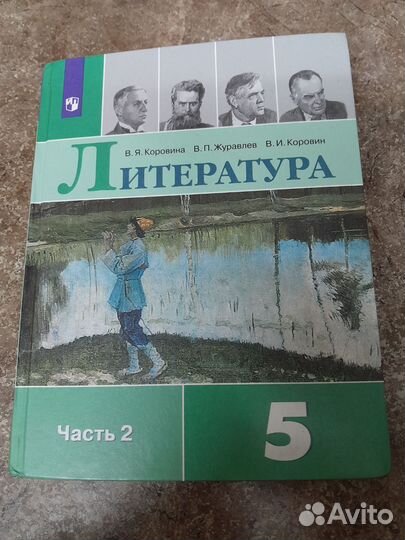 В. Я. Коровина В. П. Журавлев В. И. Коровин
ЛИТЕРАТУРА
Часть 2
5
Avito